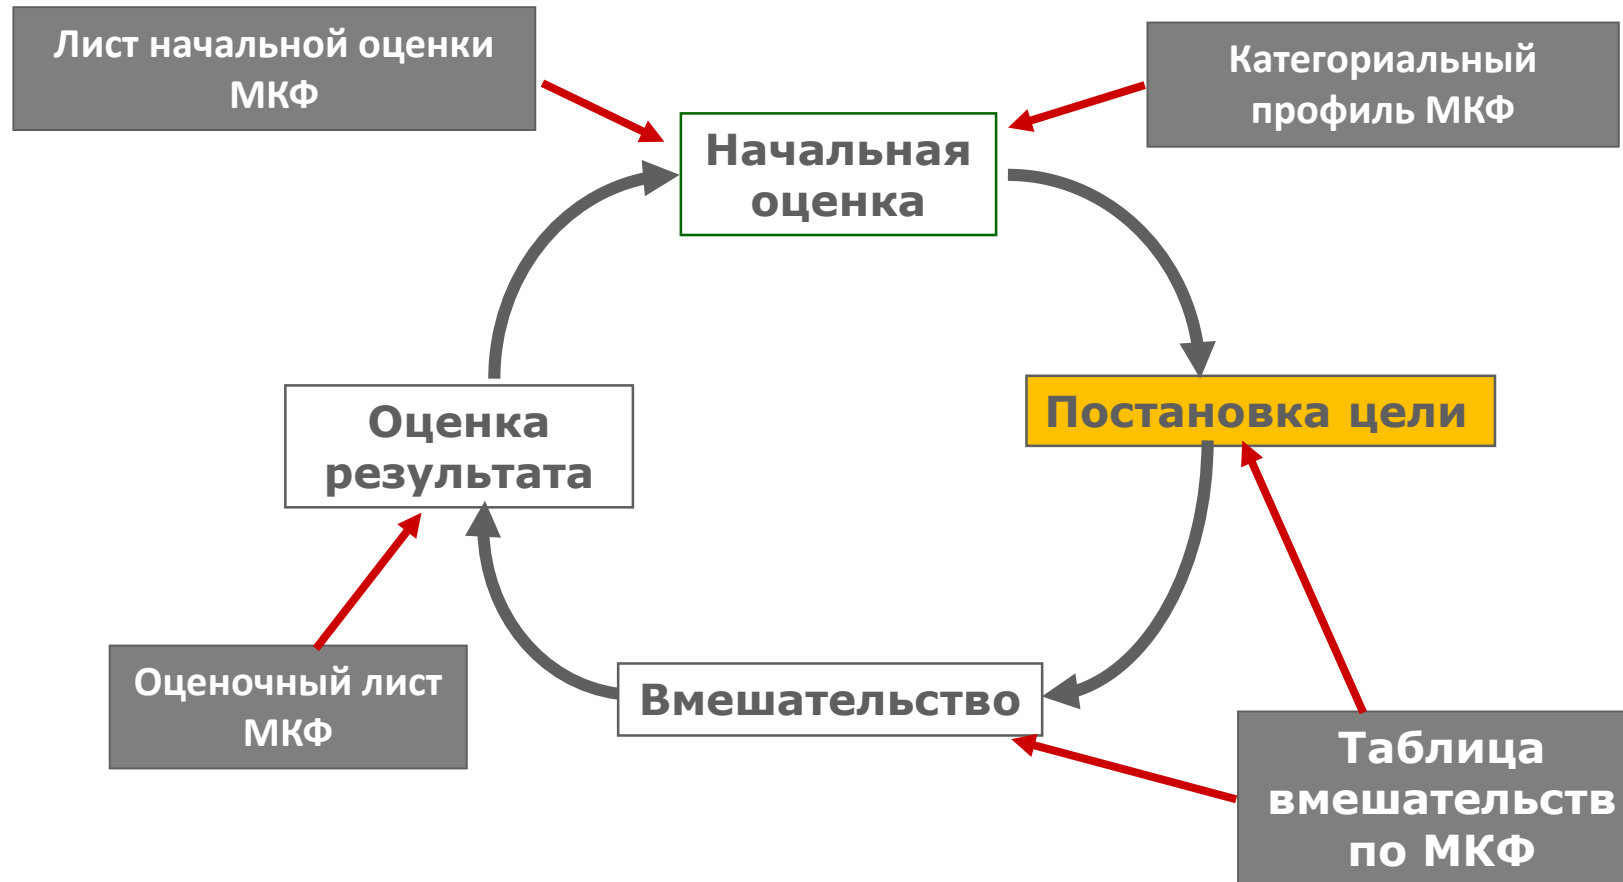 Лист начальной оценки
МКФ
Категориальный
профиль МКФ
Начальная
оценка
Постановка цели
Оценка
результата
Оценочный лист
МКФ
Вмешательство
Таблица
вмешательств
по МКФ